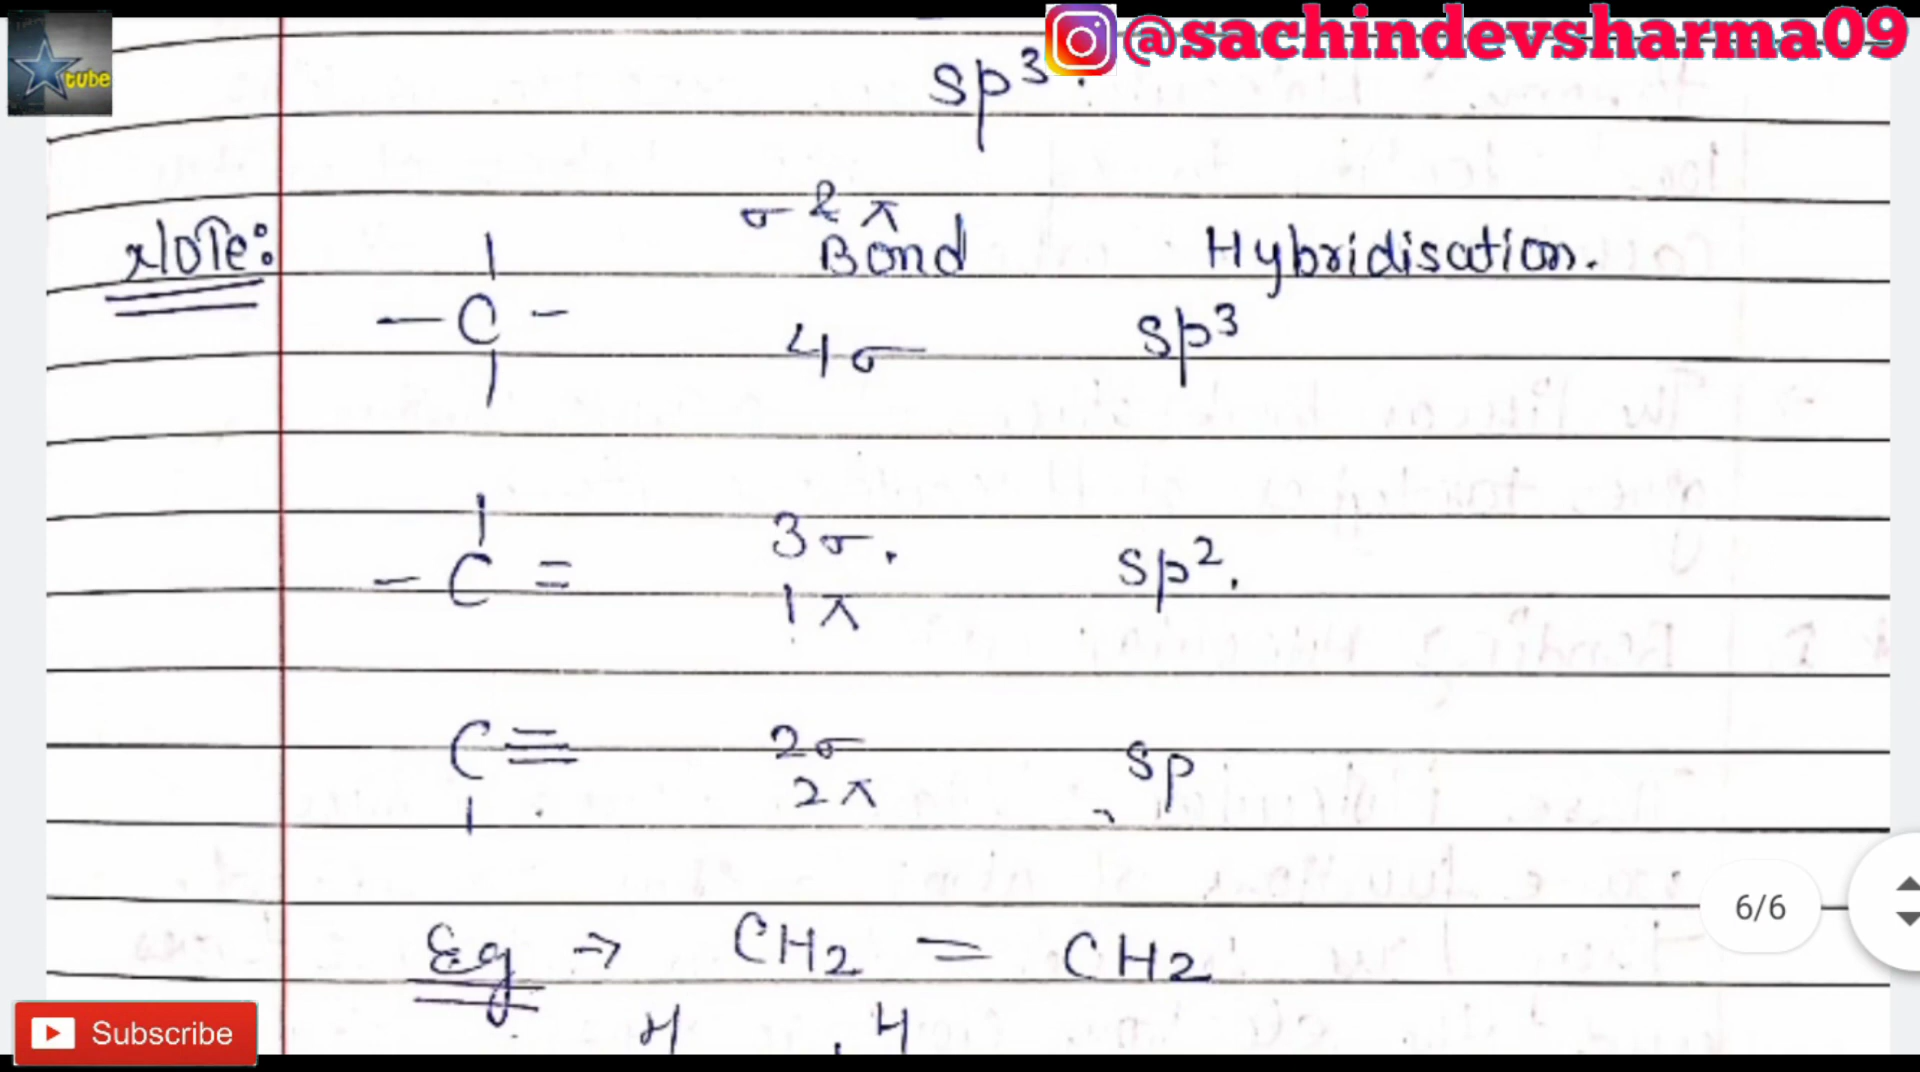 @sachindevsharma09
tube
sp³.
σ & π
Note: Bond Hybridisation.
-C- 4σ sp³
-C= 3σ. sp².
1π
C≡ 2σ sp
2π
Eg → CH2 = CH2
H H
6/6
Subscribe